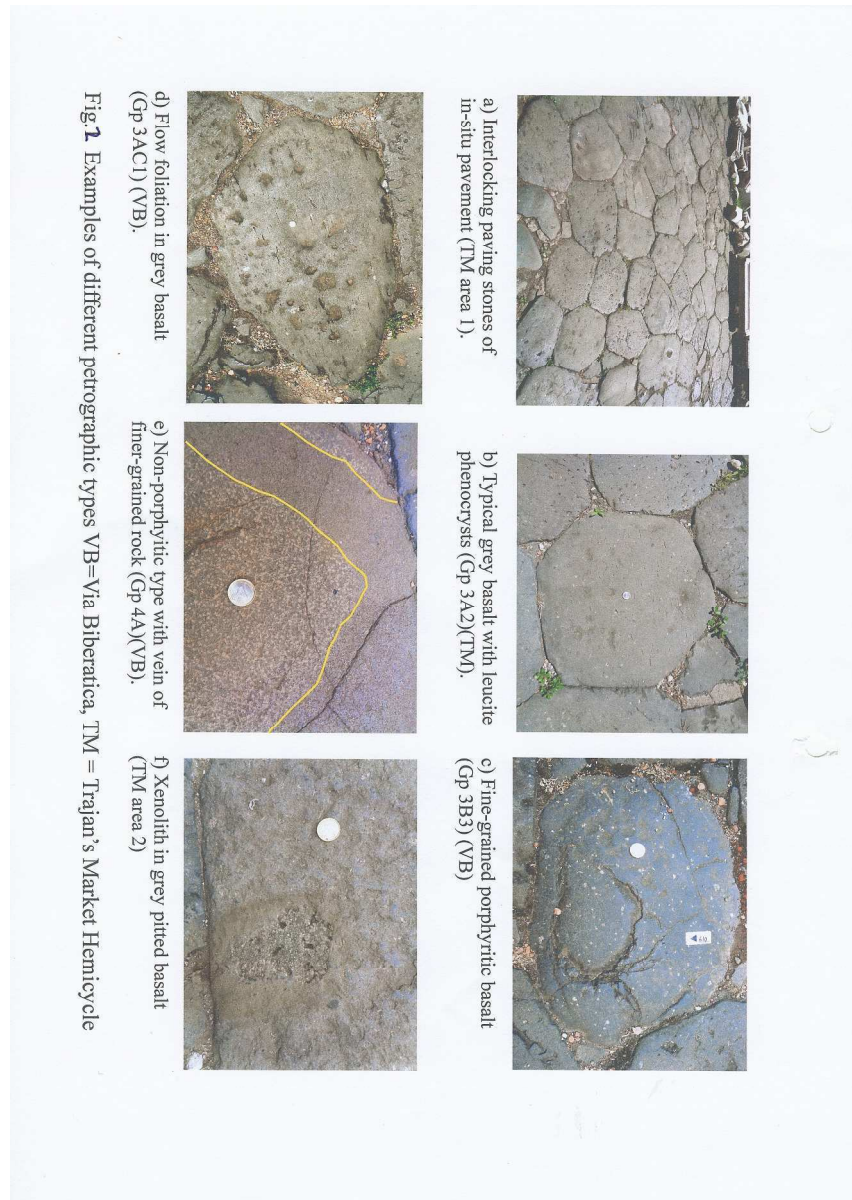 a) Interlocking paving stones of
in-situ pavement (TM area 1).
b) Typical grey basalt with leucite
phenocrysts (Gp 3A2)(TM).
c) Fine-grained porphyritic basalt
(Gp 3B3) (VB)
d) Flow foliation in grey basalt
(Gp 3AC1) (VB).
e) Non-porphyitic type with vein of
finer-grained rock (Gp 4A)(VB).
f) Xenolith in grey pitted basalt
(TM area 2)
Fig.2 Examples of different petrographic types VB=Via Biberatica, TM = Trajan's Market Hemicycle